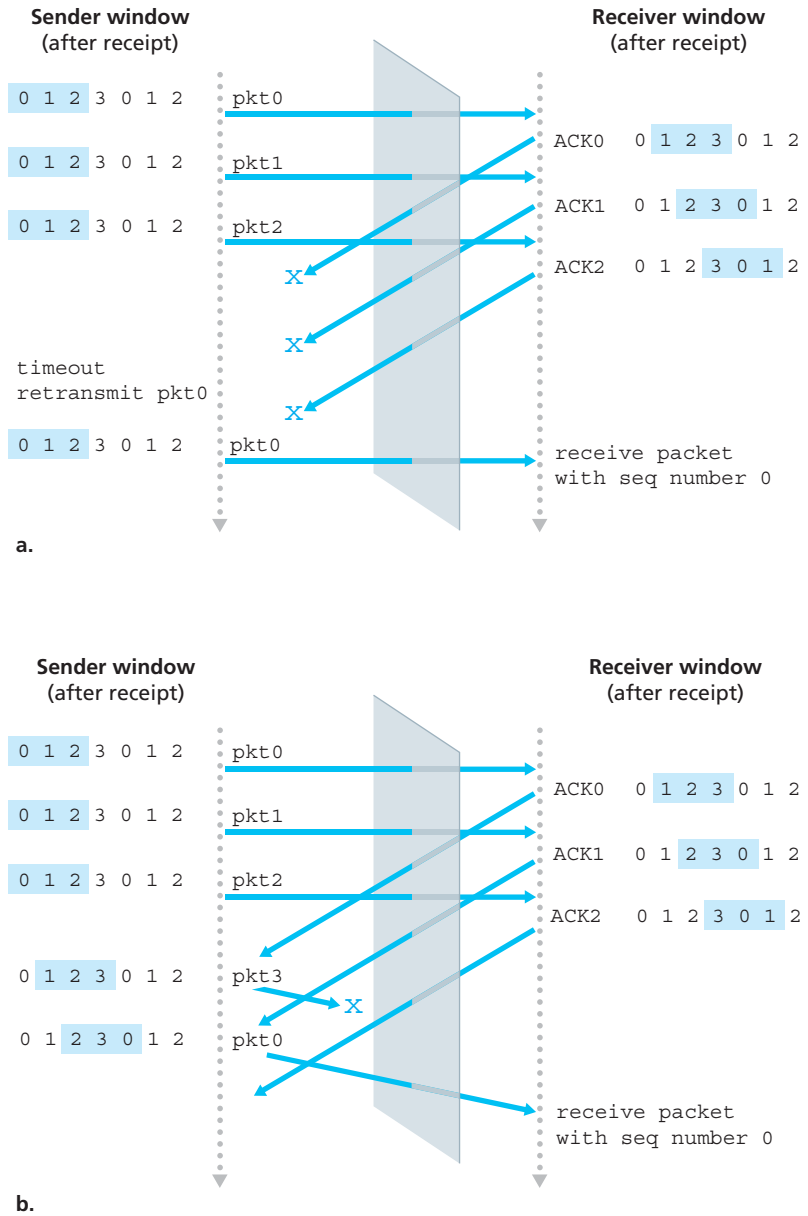 Sender window
(after receipt)
Receiver window
(after receipt)
0 1 2 3 0 1 2
pkt0
ACK0
0 1 2 3 0 1 2
0 1 2 3 0 1 2
pkt1
ACK1
0 1 2 3 0 1 2
0 1 2 3 0 1 2
pkt2
ACK2
0 1 2 3 0 1 2
x
x
timeout
retransmit pkt0
x
0 1 2 3 0 1 2
pkt0
receive packet
with seq number 0
a.
Sender window
(after receipt)
Receiver window
(after receipt)
0 1 2 3 0 1 2
pkt0
ACK0
0 1 2 3 0 1 2
0 1 2 3 0 1 2
pkt1
ACK1
0 1 2 3 0 1 2
0 1 2 3 0 1 2
pkt2
ACK2
0 1 2 3 0 1 2
0 1 2 3 0 1 2
pkt3
x
0 1 2 3 0 1 2
pkt0
receive packet
with seq number 0
b.